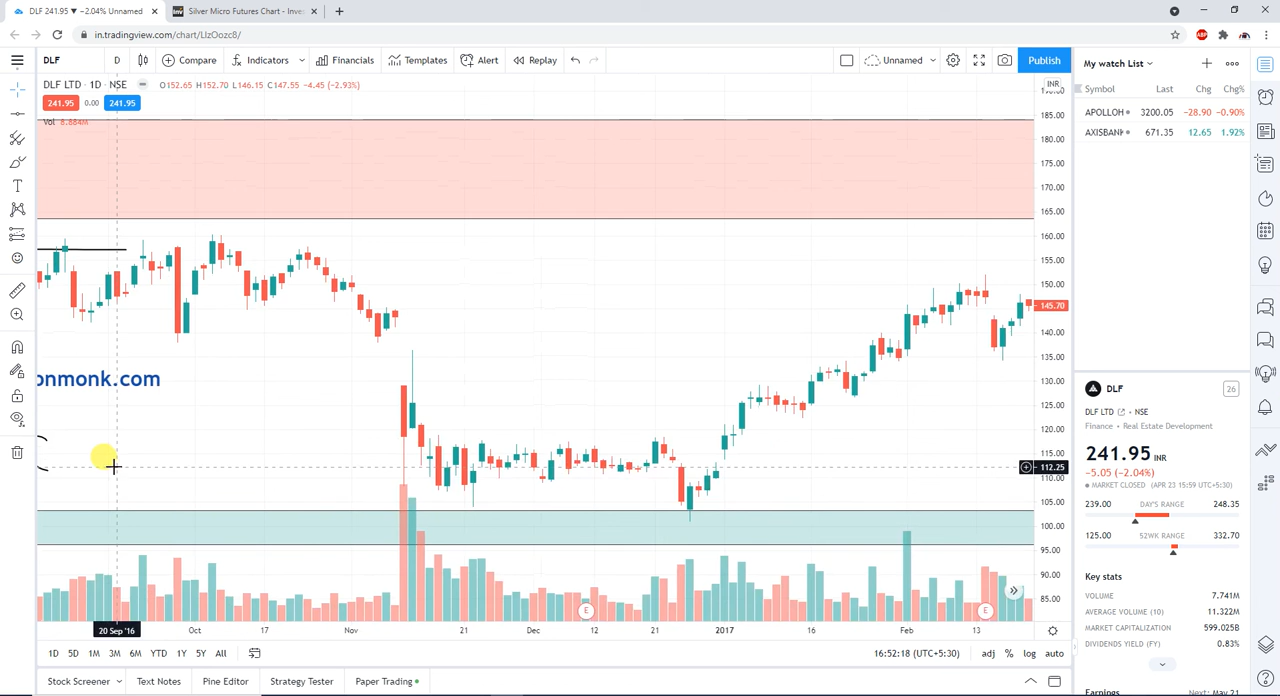 DLF 241.95 ▼ −2.04% Unnamed
Silver Micro Futures Chart - Inve
in.tradingview.com/chart/LIzOozc8/
DLF D Compare Indicators Financials Templates Alert Replay Unnamed Publish
DLF LTD · 1D · NSE O152.65 H152.70 L146.15 C147.55 −4.45 (−2.93%)
241.95 0.00 241.95
Vol 8.884M
INR
190.00
185.00
180.00
175.00
170.00
165.00
160.00
155.00
150.00
145.70
140.00
135.00
130.00
125.00
120.00
115.00
112.25
110.00
105.00
100.00
95.00
90.00
85.00
onmonk.com
E E
20 Sep '16 Oct 17 Nov 21 Dec 12 21 2017 16 Feb 13
1D 5D 1M 3M 6M YTD 1Y 5Y All 16:52:18 (UTC+5:30) adj % log auto
Stock Screener Text Notes Pine Editor Strategy Tester Paper Trading
My watch List
Symbol Last Chg Chg%
APOLLOH 3200.05 −28.90 −0.90%
AXISBANK 671.35 12.65 1.92%
DLF 26
DLF LTD • NSE
Finance • Real Estate Development
241.95 INR
−5.05 (−2.04%)
MARKET CLOSED (APR 23 15:59 UTC+5:30)
239.00 DAY'S RANGE 248.35
125.00 52WK RANGE 332.70
Key stats
VOLUME 7.741M
AVERAGE VOLUME (10) 11.322M
MARKET CAPITALIZATION 599.025B
DIVIDENDS YIELD (FY) 0.83%
Earnings Next: May 21